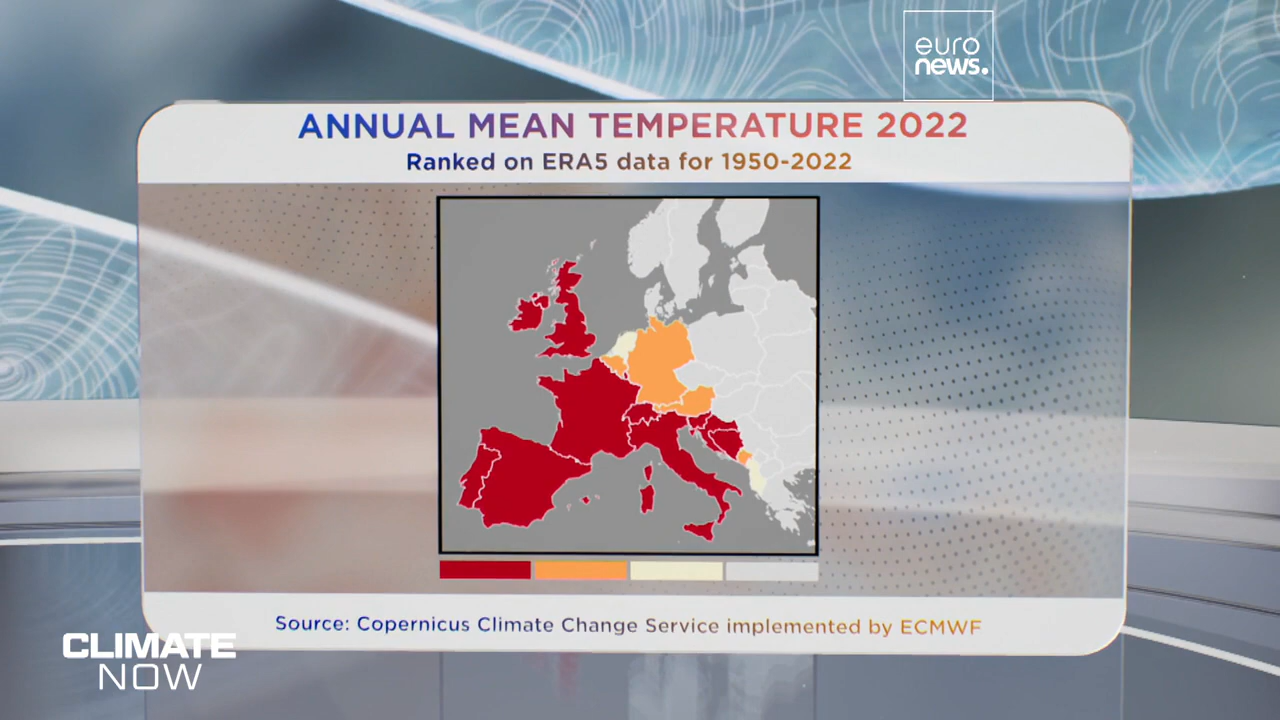 euro
news.
ANNUAL MEAN TEMPERATURE 2022
Ranked on ERA5 data for 1950-2022
Source: Copernicus Climate Change Service implemented by ECMWF
CLIMATE
NOW